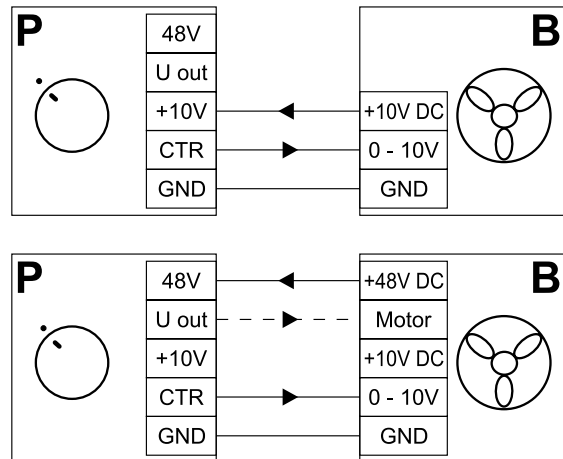 P
48V
U out
+10V
CTR
GND
B
+10V DC
0 - 10V
GND
P
48V
U out
+10V
CTR
GND
B
+48V DC
Motor
+10V DC
0 - 10V
GND